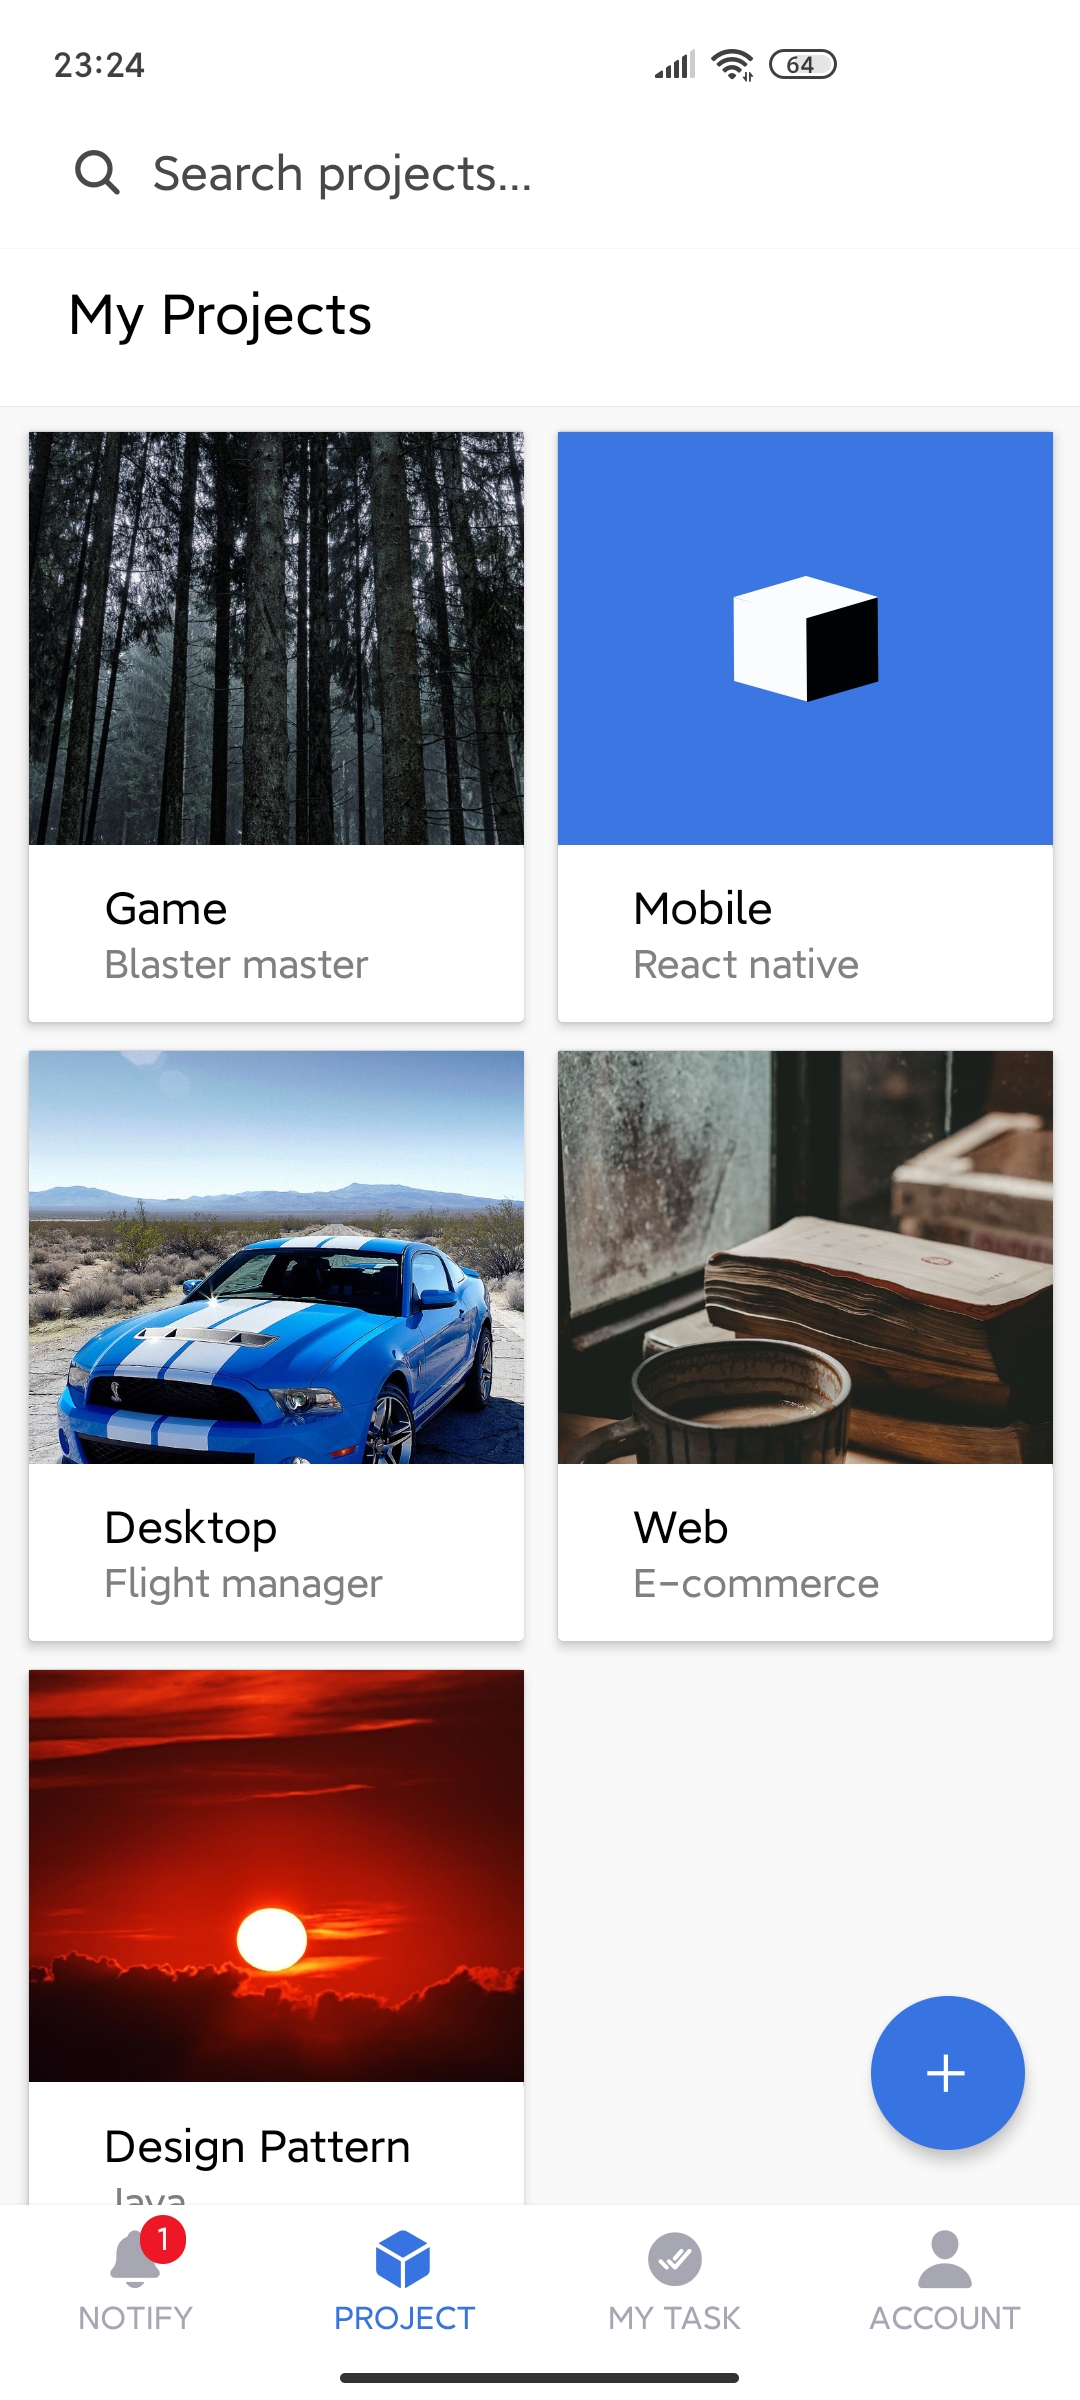 23:24
64
Search projects...
My Projects
Game
Blaster master
Mobile
React native
Desktop
Flight manager
Web
E-commerce
Design Pattern
Java
1
NOTIFY
PROJECT
MY TASK
ACCOUNT